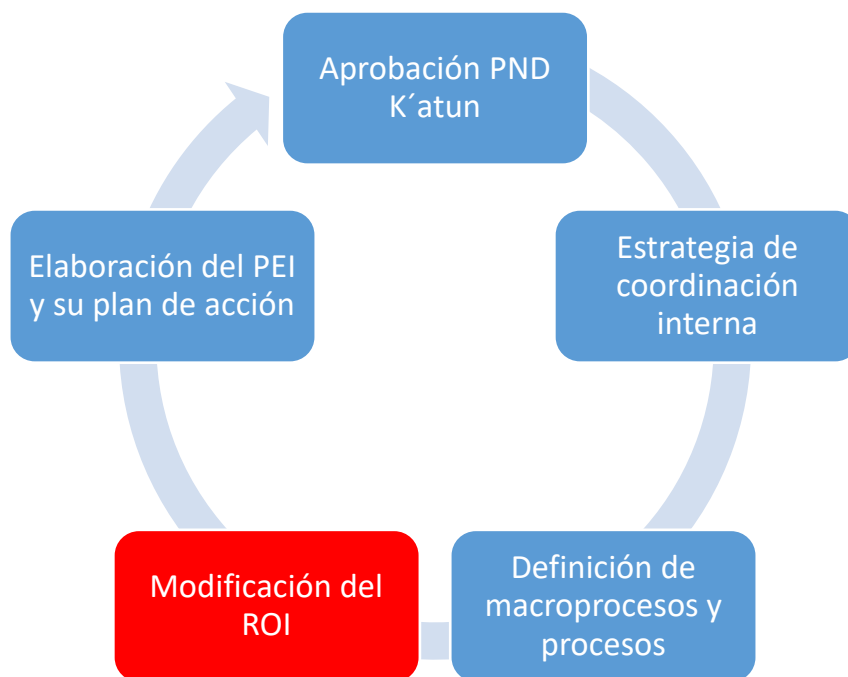 Aprobación PND
K´atun
Estrategia de
coordinación
interna
Definición de
macroprocesos y
procesos
Modificación del
ROI
Elaboración del PEI
y su plan de acción